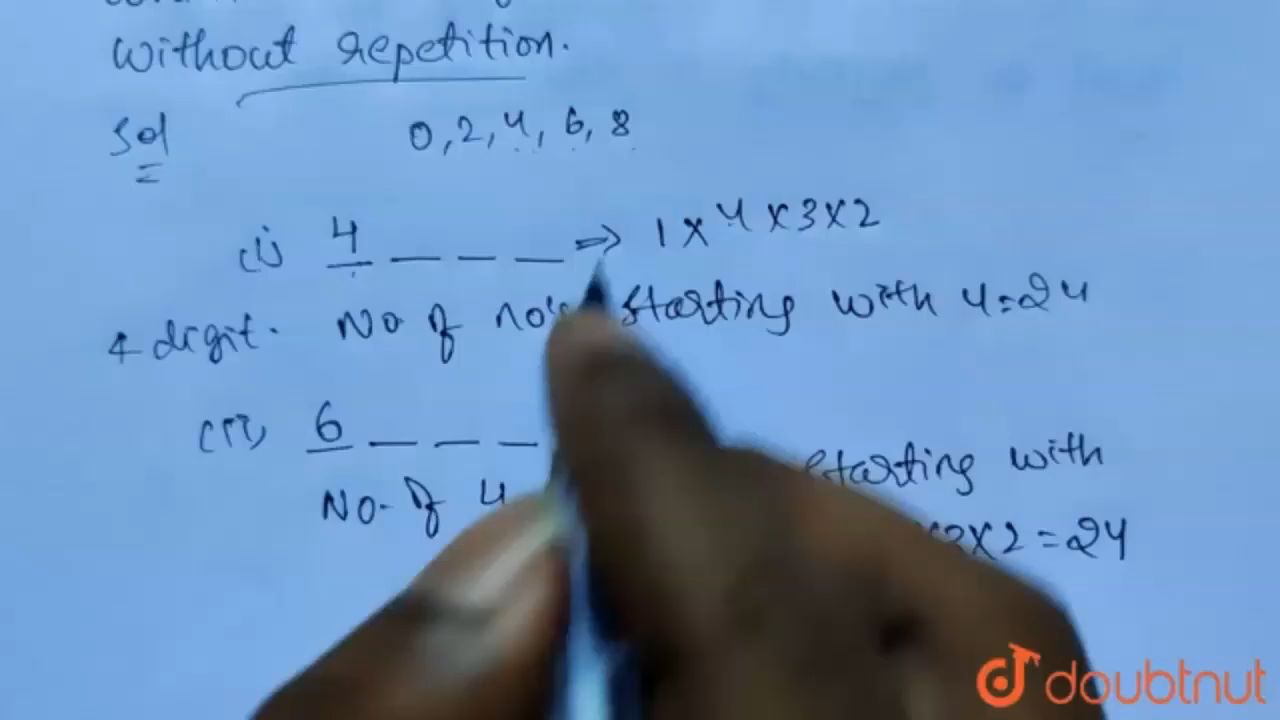 without repetition.
Sol 0, 2, 4, 6, 8
(i) 4 _ _ _ ⇒ 1 x 4 x 3 x 2
4 digit. No of no's starting with 4 = 24
(ii) 6 _ _ _
No. of 4 starting with
x2 = 24
doubtnut